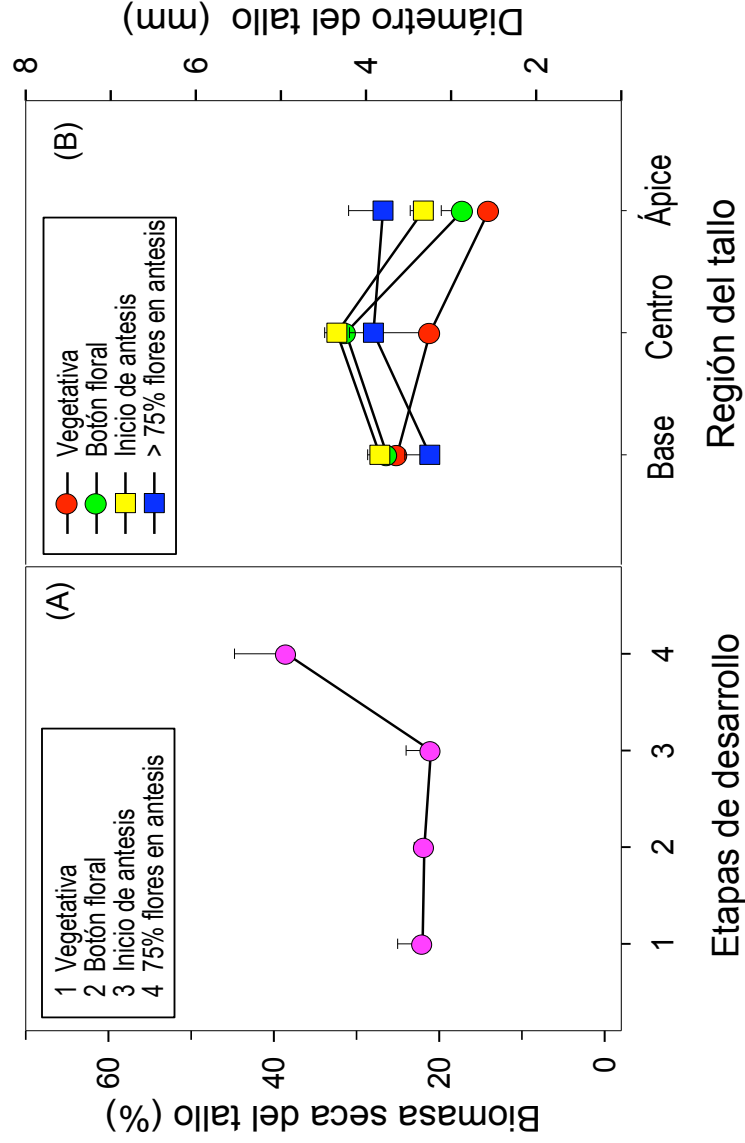 (A)
1 Vegetativa
2 Botón floral
3 Inicio de antesis
4 75% flores en antesis
Biomasa seca del tallo (%)
60
40
20
0
1 2 3 4
Etapas de desarrollo
(B)
Vegetativa
Botón floral
Inicio de antesis
> 75% flores en antesis
Diámetro del tallo (mm)
8
6
4
2
Base Centro Ápice
Región del tallo